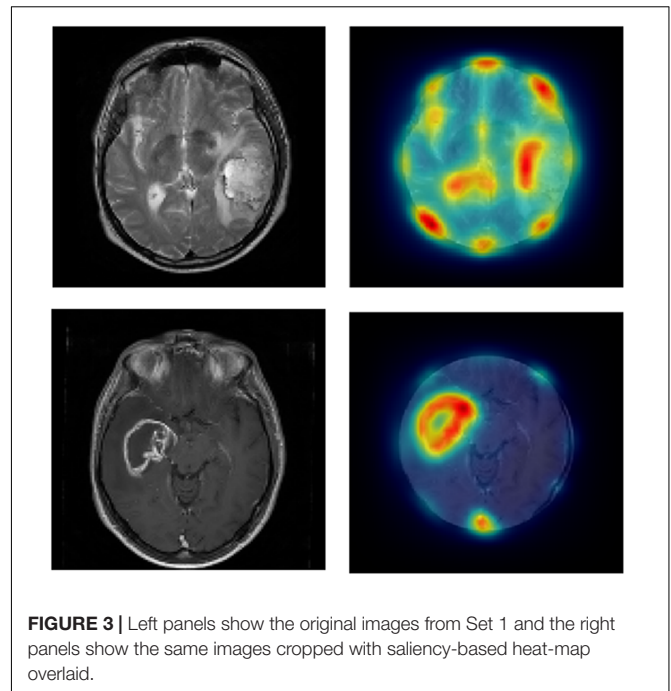 FIGURE 3 | Left panels show the original images from Set 1 and the right
panels show the same images cropped with saliency-based heat-map
overlaid.